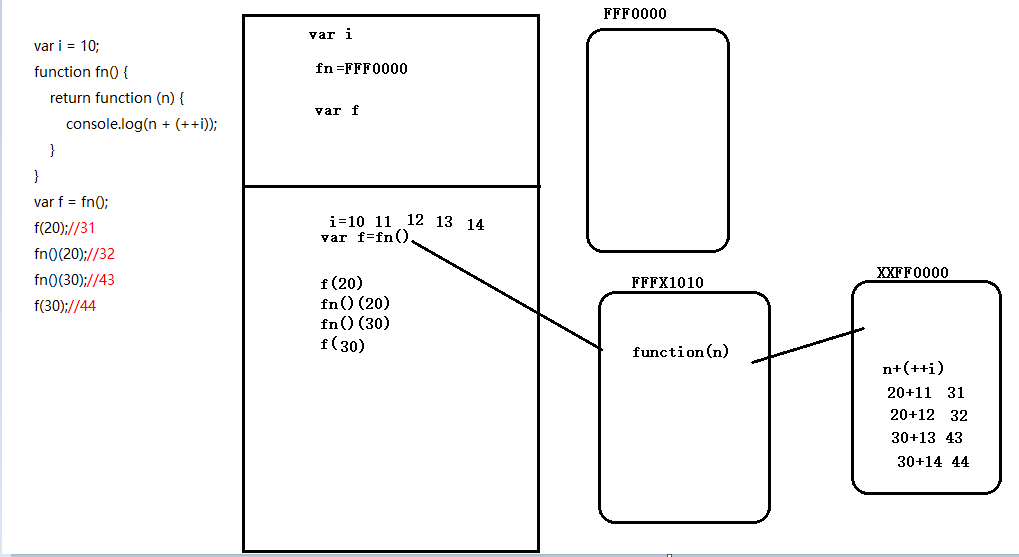 var i = 10;
function fn() {
return function (n) {
console.log(n + (++i));
}
}
var f = fn();
f(20);//31
fn()(20);//32
fn()(30);//43
f(30);//44
var i
fn=FFF0000
var f
i=10 11 12 13 14
var f=fn()
f(20)
fn()(20)
fn()(30)
f(30)
FFF0000
FFFX1010
function(n)
XXFF0000
n+(++i)
20+11 31
20+12 32
30+13 43
30+14 44